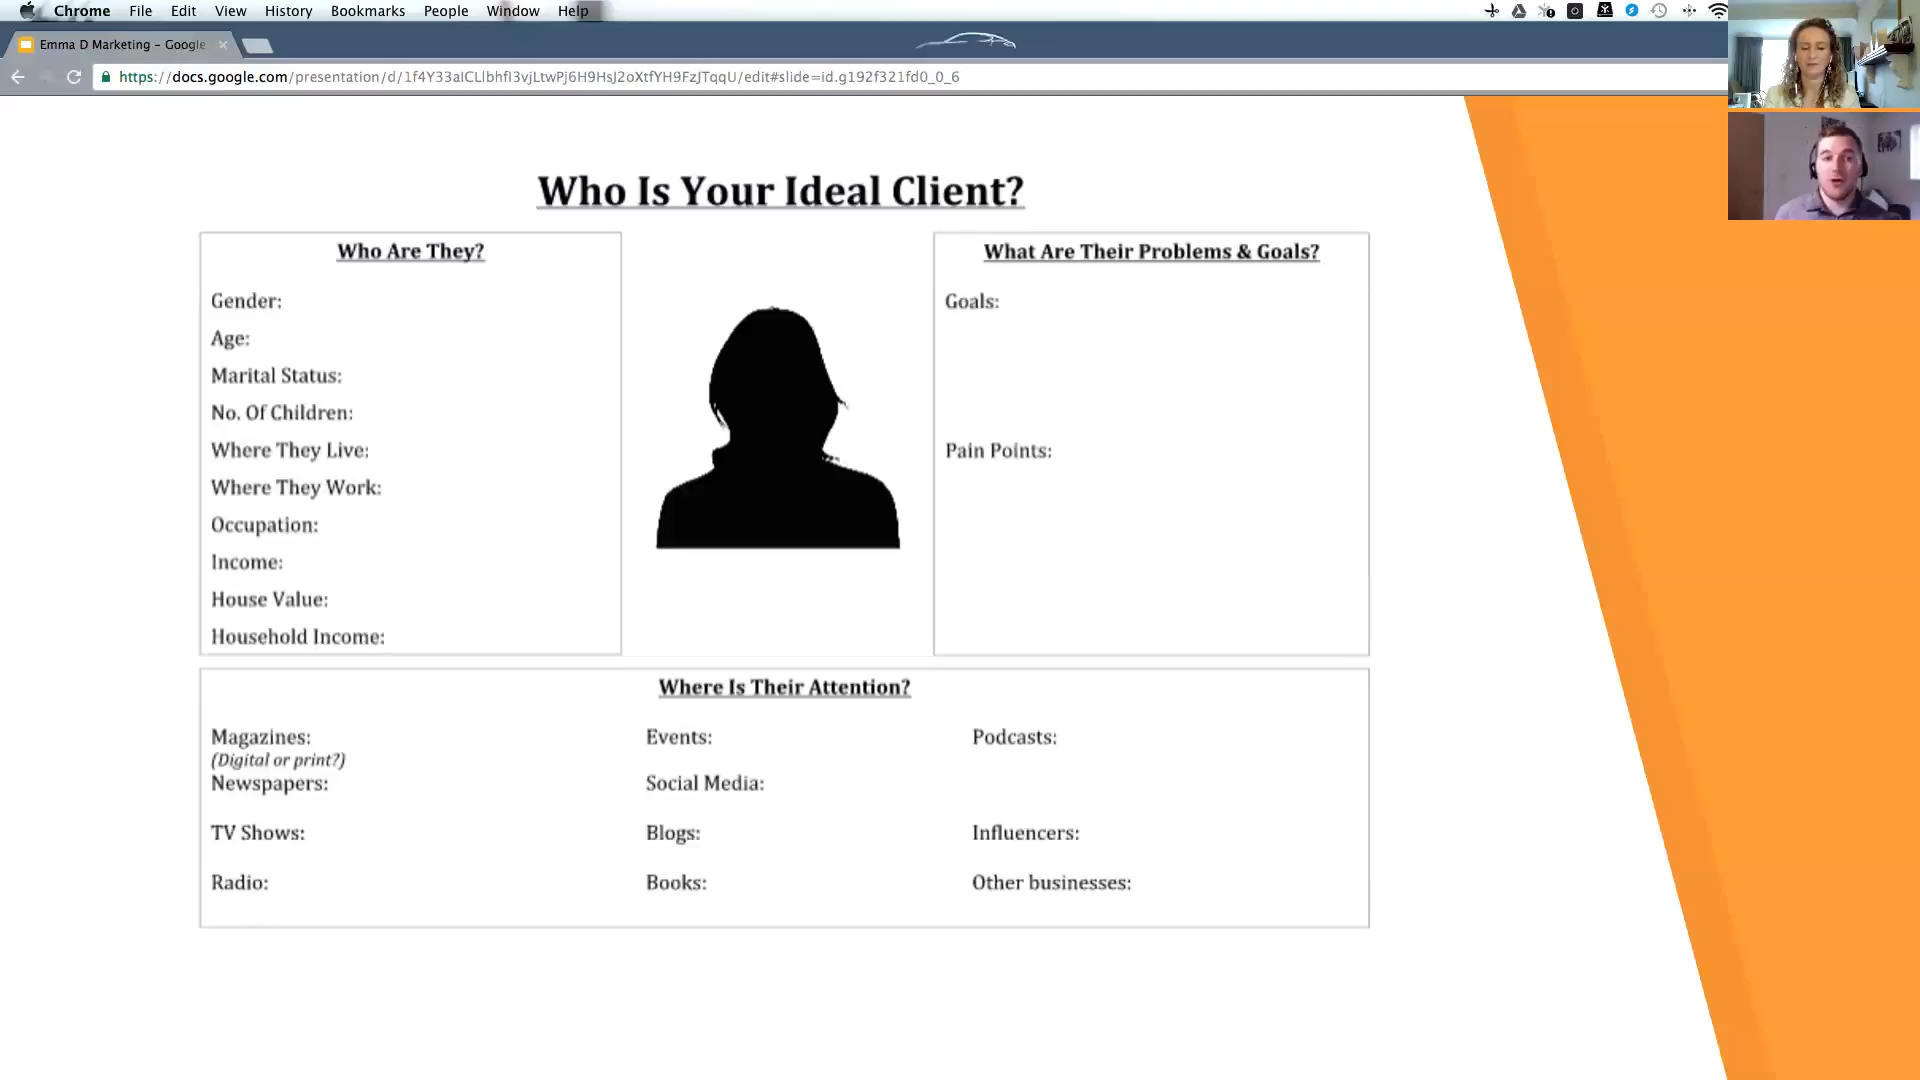 Chrome File Edit View History Bookmarks People Window Help
Emma D Marketing – Google
https://docs.google.com/presentation/d/1f4Y33aICLlbhfI3vjLtwPj6H9HsJ2oXtfYH9FzJTqqU/edit#slide=id.g192f321fd0_0_6
Who Is Your Ideal Client?
Who Are They?
Gender:
Age:
Marital Status:
No. Of Children:
Where They Live:
Where They Work:
Occupation:
Income:
House Value:
Household Income:
What Are Their Problems & Goals?
Goals:
Pain Points:
Where Is Their Attention?
Magazines:
(Digital or print?)
Newspapers:
TV Shows:
Radio:
Events:
Social Media:
Blogs:
Books:
Podcasts:
Influencers:
Other businesses: